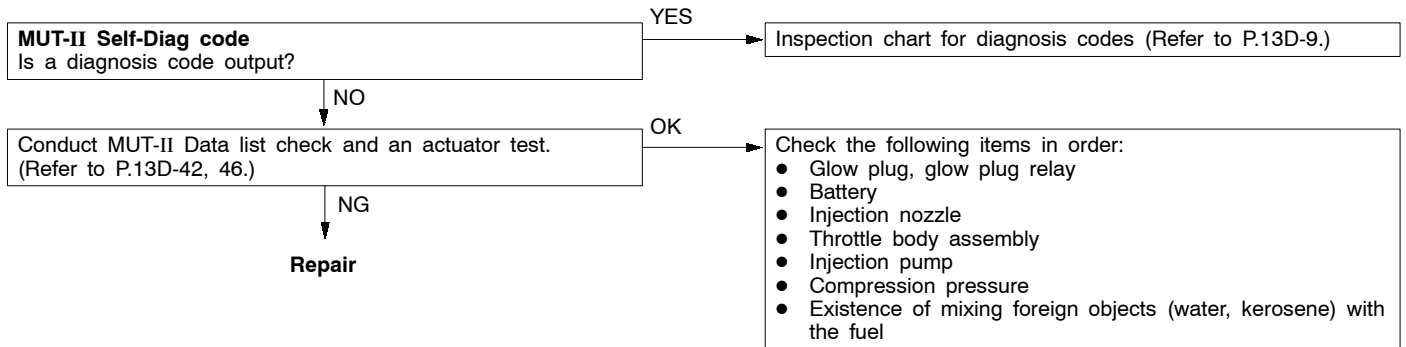 MUT-II Self-Diag code
Is a diagnosis code output?
YES
Inspection chart for diagnosis codes (Refer to P.13D-9.)
NO
Conduct MUT-II Data list check and an actuator test.
(Refer to P.13D-42, 46.)
OK
Check the following items in order:
● Glow plug, glow plug relay
● Battery
● Injection nozzle
● Throttle body assembly
● Injection pump
● Compression pressure
● Existence of mixing foreign objects (water, kerosene) with
the fuel
NG
Repair